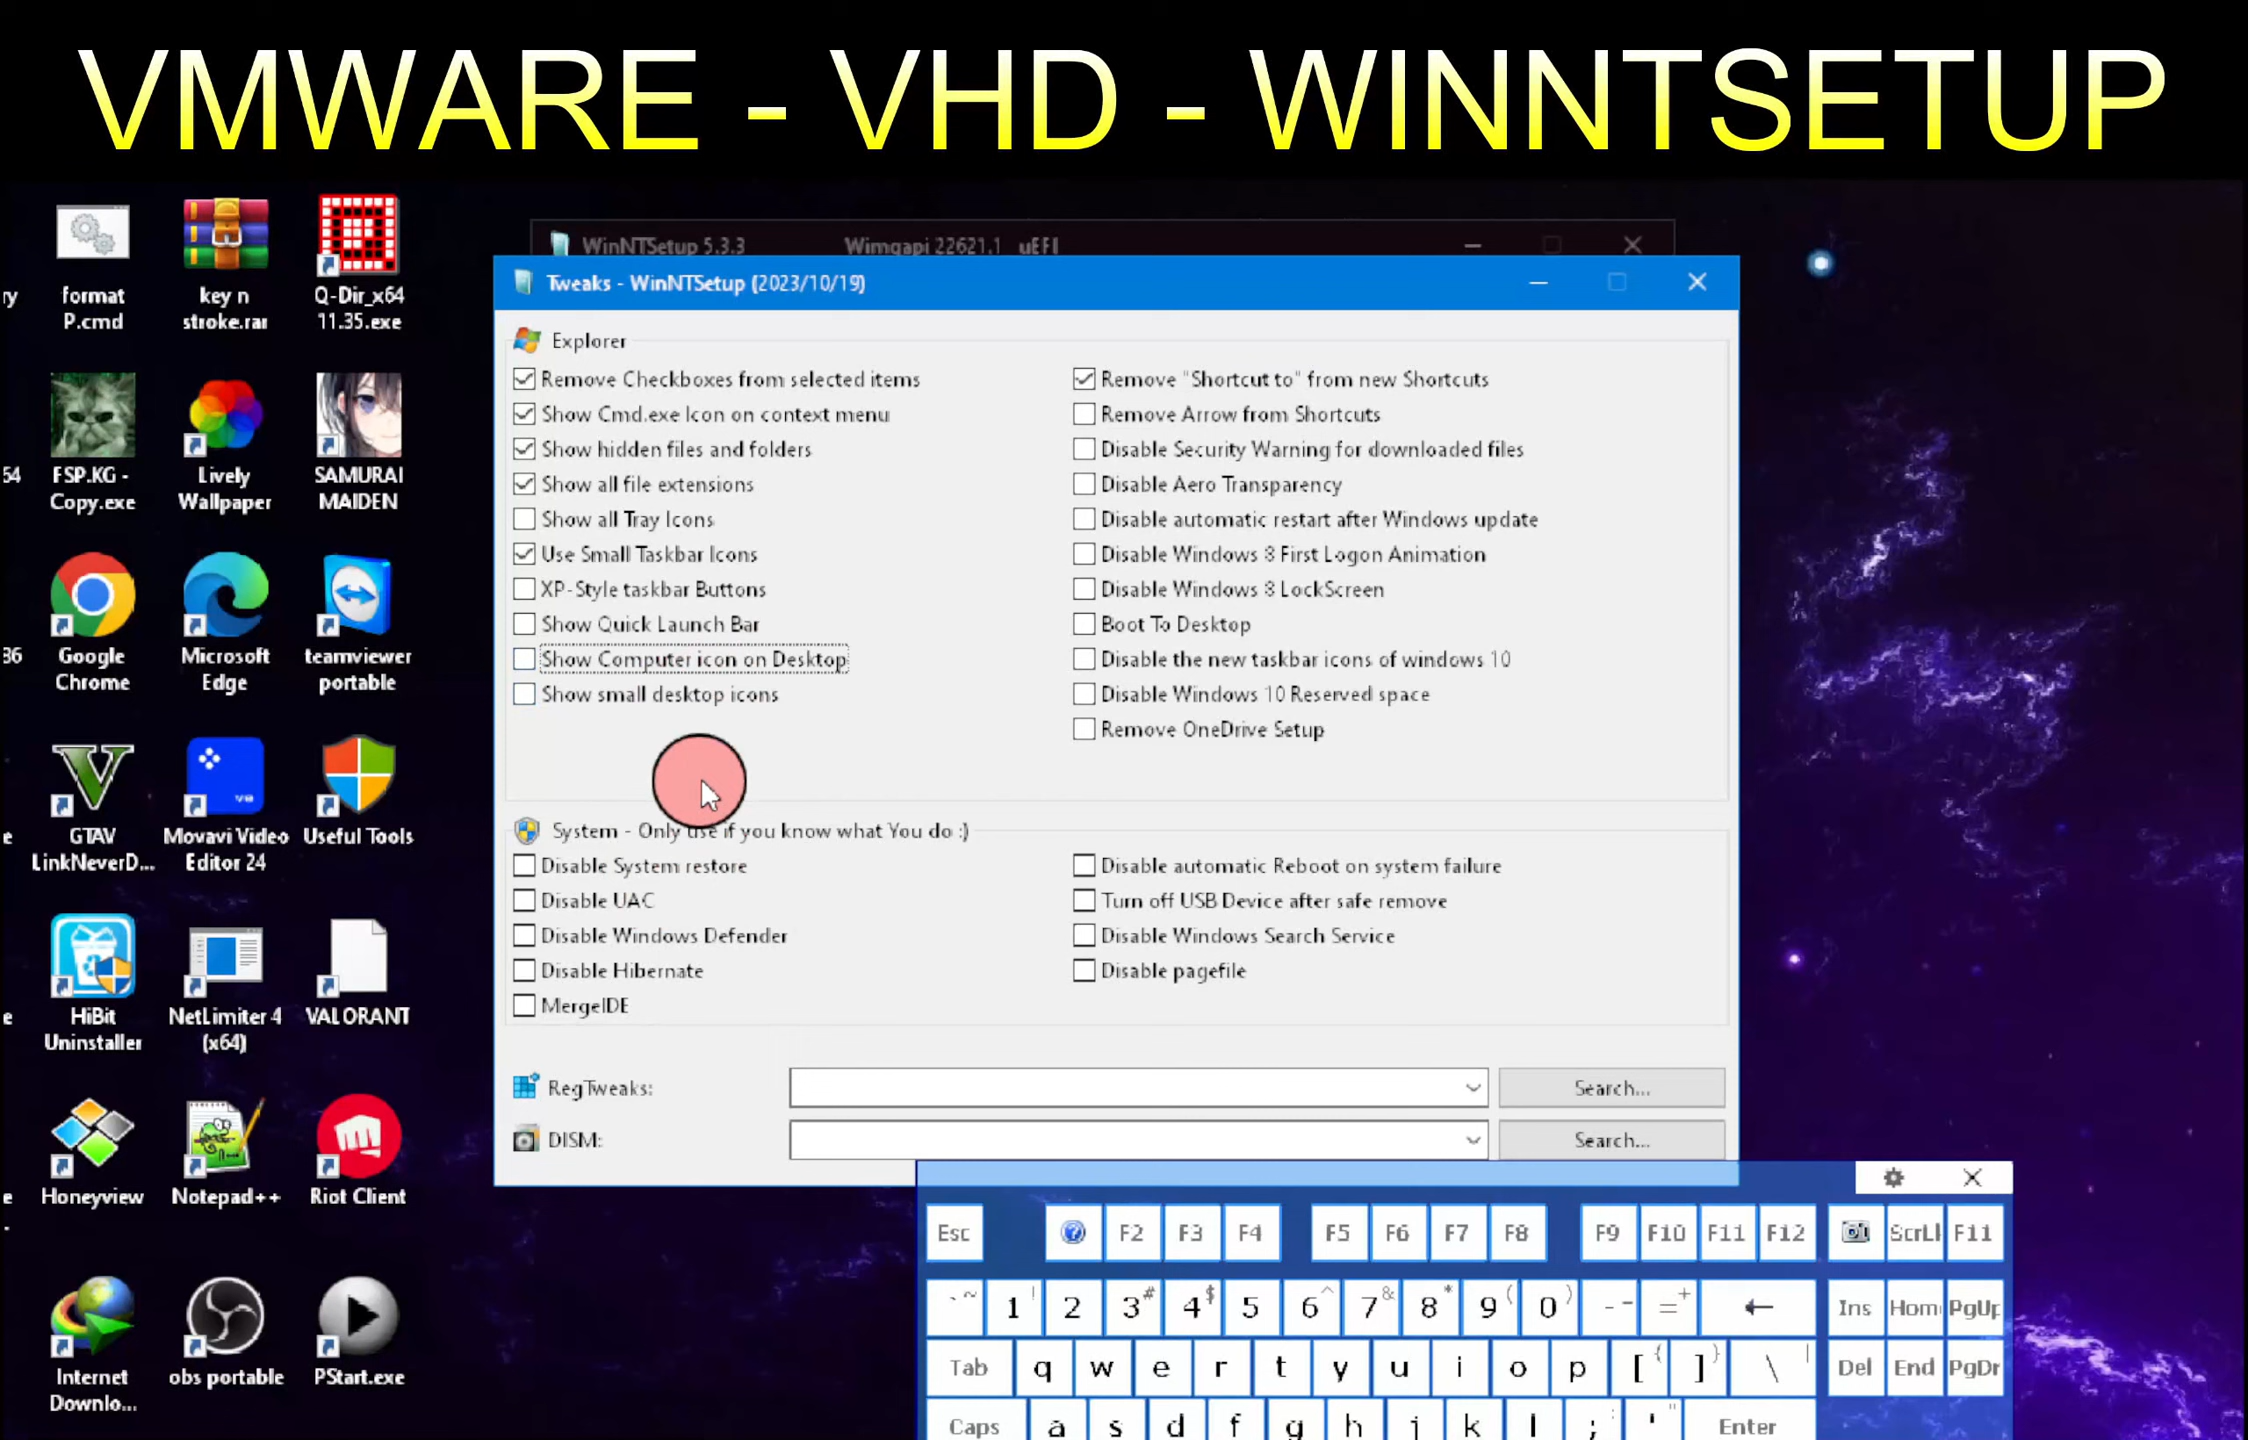 VMWARE - VHD - WINNTSETUP
WinNTSetup 5.3.3 Wimgapi 22621.1 uEFI
Tweaks - WinNTSetup (2023/10/19)
Explorer
Remove Checkboxes from selected items
Show Cmd.exe Icon on context menu
Show hidden files and folders
Show all file extensions
Show all Tray Icons
Use Small Taskbar Icons
XP-Style taskbar Buttons
Show Quick Launch Bar
Show Computer icon on Desktop
Show small desktop icons
Remove "Shortcut to" from new Shortcuts
Remove Arrow from Shortcuts
Disable Security Warning for downloaded files
Disable Aero Transparency
Disable automatic restart after Windows update
Disable Windows 8 First Logon Animation
Disable Windows 8 LockScreen
Boot To Desktop
Disable the new taskbar icons of windows 10
Disable Windows 10 Reserved space
Remove OneDrive Setup
System - Only use if you know what You do :)
Disable System restore
Disable UAC
Disable Windows Defender
Disable Hibernate
MergeIDE
Disable automatic Reboot on system failure
Turn off USB Device after safe remove
Disable Windows Search Service
Disable pagefile
RegTweaks:
Search...
DISM:
Search...
format
P.cmd
key n
stroke.rar
Q-Dir_x64
11.35.exe
FSP.KG -
Copy.exe
Lively
Wallpaper
SAMURAI
MAIDEN
Google
Chrome
Microsoft
Edge
teamviewer
portable
GTAV
LinkNeverD...
Movavi Video
Editor 24
Useful Tools
HiBit
Uninstaller
NetLimiter 4
(x64)
VALORANT
Honeyview
Notepad++
Riot Client
Internet
Downlo...
obs portable
PStart.exe
Esc F2 F3 F4 F5 F6 F7 F8 F9 F10 F11 F12 ScrLl F11
` ~ 1 ! 2 3 # 4 $ 5 6 ^ 7 & 8 * 9 ( 0 ) - = + ← Ins Hom PgUp
Tab q w e r t y u i o p [ { ] } \ | Del End PgDr
Caps a s d f g h j k l ; : ' " Enter